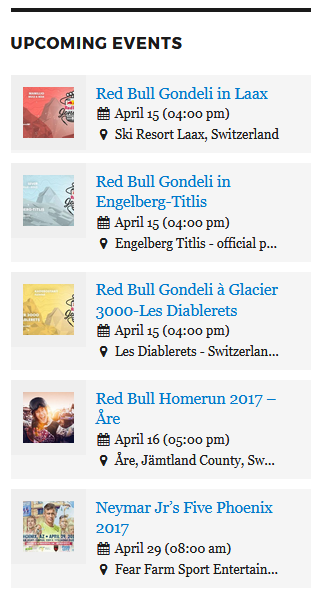 UPCOMING EVENTS
Red Bull Gondeli in Laax
April 15 (04:00 pm)
Ski Resort Laax, Switzerland
Red Bull Gondeli in
Engelberg-Titlis
April 15 (04:00 pm)
Engelberg Titlis - official p...
Red Bull Gondeli à Glacier
3000-Les Diablerets
April 15 (04:00 pm)
Les Diablerets - Switzerlan...
Red Bull Homerun 2017 –
Åre
April 16 (05:00 pm)
Åre, Jämtland County, Sw...
Neymar Jr’s Five Phoenix
2017
April 29 (08:00 am)
Fear Farm Sport Entertain...